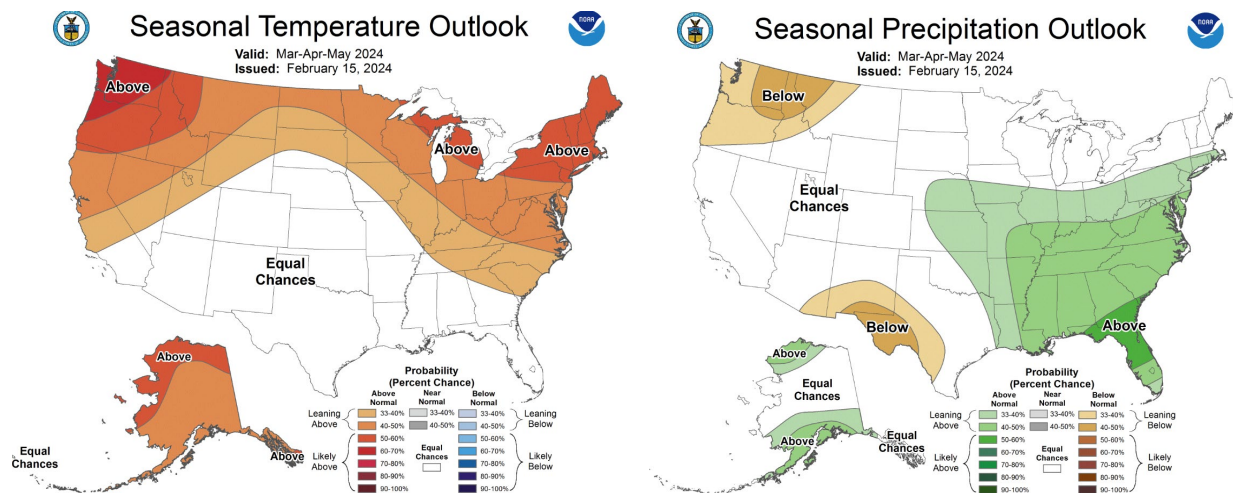 Seasonal Temperature Outlook
Valid: Mar-Apr-May 2024
Issued: February 15, 2024
NOAA
Above
Above
Above
Equal
Chances
Above
Above
Equal
Chances
Probability
(Percent Chance)
Above
Normal
Near
Normal
Below
Normal
Leaning
Above
33-40%
33-40%
33-40%
Leaning
Below
40-50%
40-50%
40-50%
Likely
Above
50-60%
50-60%
Likely
Below
60-70%
60-70%
70-80%
Equal
Chances
70-80%
80-90%
80-90%
90-100%
90-100%
Seasonal Precipitation Outlook
Valid: Mar-Apr-May 2024
Issued: February 15, 2024
NOAA
Below
Equal
Chances
Below
Above
Above
Equal
Chances
Above
Equal
Chances
Probability
(Percent Chance)
Above
Normal
Near
Normal
Below
Normal
Leaning
Above
33-40%
33-40%
33-40%
Leaning
Below
40-50%
40-50%
40-50%
Likely
Above
50-60%
50-60%
Likely
Below
60-70%
60-70%
70-80%
Equal
Chances
70-80%
80-90%
80-90%
90-100%
90-100%